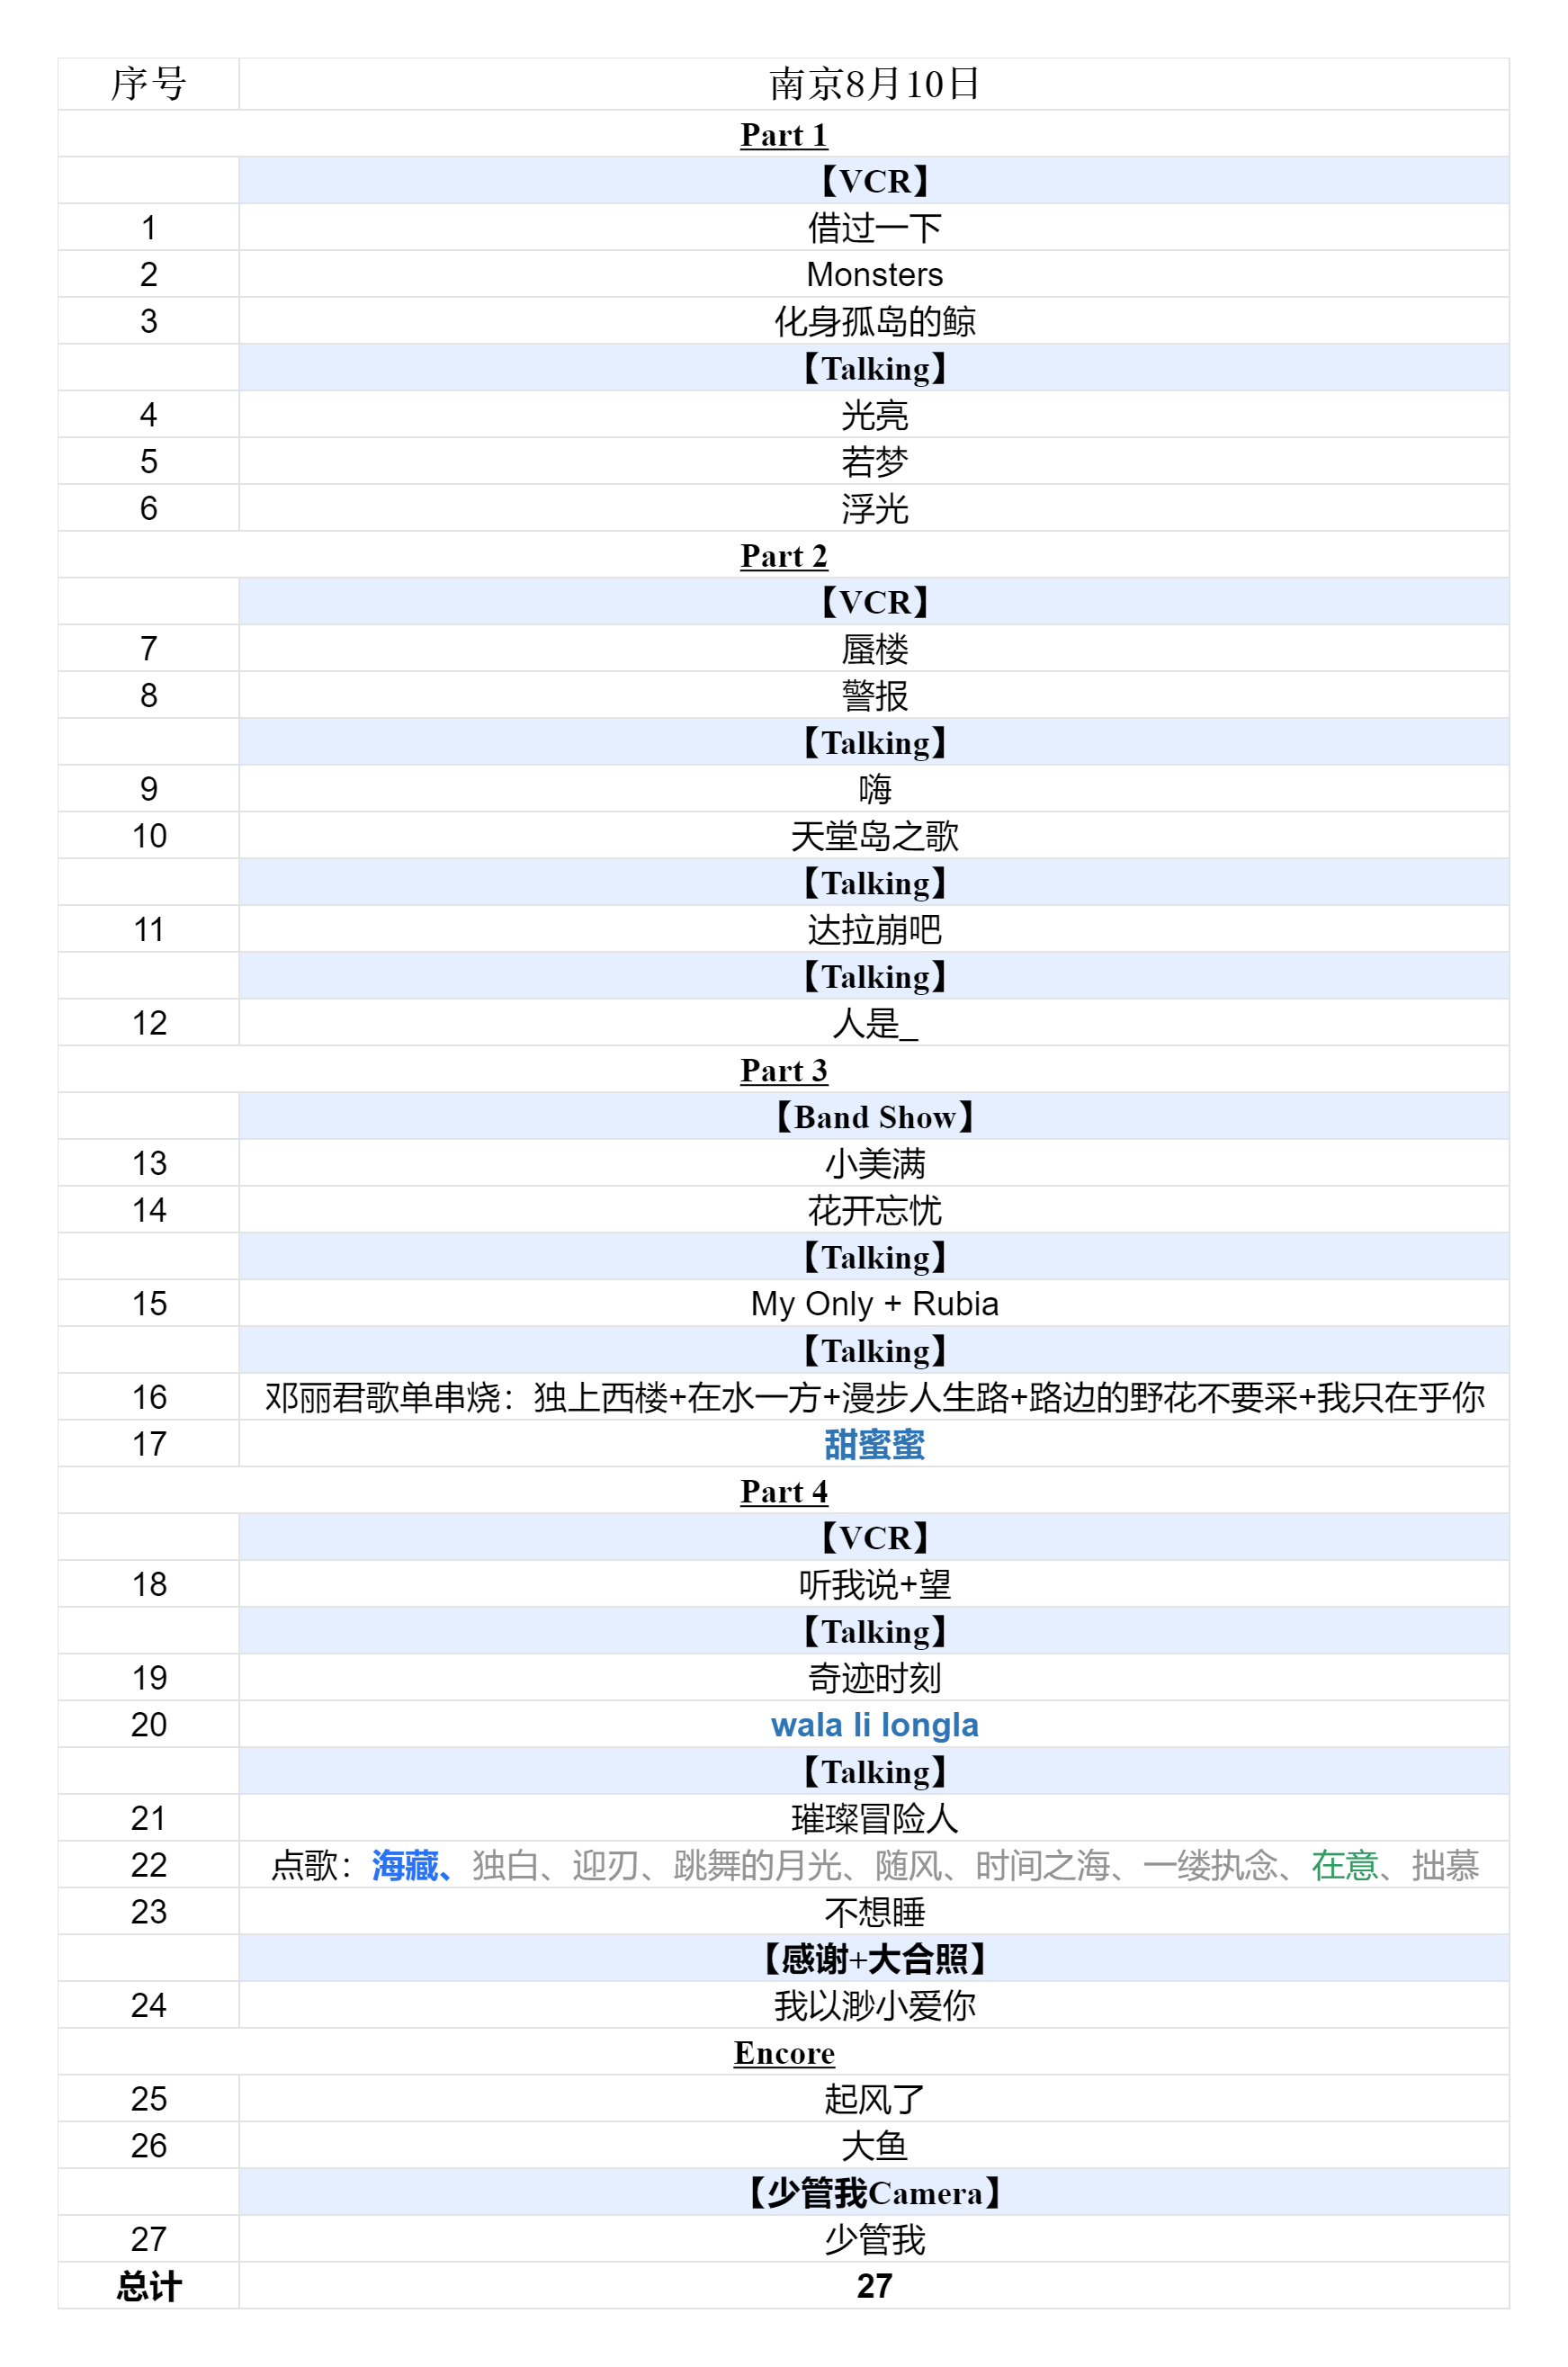 序号 南京8月10日
Part 1
【VCR】
1 借过一下
2 Monsters
3 化身孤岛的鲸
【Talking】
4 光亮
5 若梦
6 浮光
Part 2
【VCR】
7 蜃楼
8 警报
【Talking】
9 嗨
10 天堂岛之歌
【Talking】
11 达拉崩吧
【Talking】
12 人是_
Part 3
【Band Show】
13 小美满
14 花开忘忧
【Talking】
15 My Only + Rubia
【Talking】
16 邓丽君歌单串烧：独上西楼+在水一方+漫步人生路+路边的野花不要采+我只在乎你
17 甜蜜蜜
Part 4
【VCR】
18 听我说+望
【Talking】
19 奇迹时刻
20 wala li longla
【Talking】
21 璀璨冒险人
22 点歌：海藏、独白、迎刃、跳舞的月光、随风、时间之海、一缕执念、在意、拙慕
23 不想睡
【感谢+大合照】
24 我以渺小爱你
Encore
25 起风了
26 大鱼
【少管我Camera】
27 少管我
总计 27